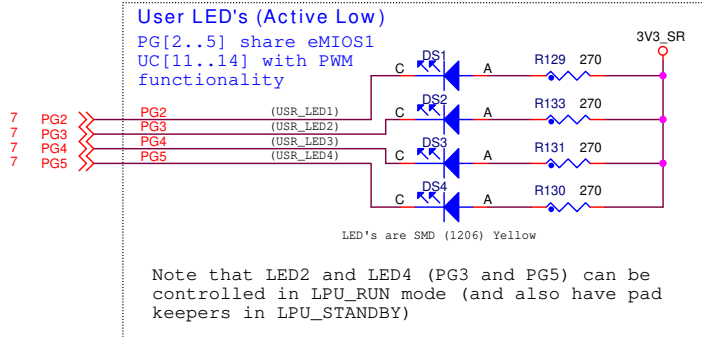 User LED's (Active Low)
PG[2..5] share eMIOS1
UC[11..14] with PWM
functionality
3V3_SR
C DS1 A R129 270
7 PG2 PG2 (USR_LED1)
C DS2 A R133 270
7 PG3 PG3 (USR_LED2)
7 PG4 PG4 (USR_LED3)
C DS3 A R131 270
7 PG5 PG5 (USR_LED4)
C DS4 A R130 270
LED's are SMD (1206) Yellow
Note that LED2 and LED4 (PG3 and PG5) can be
controlled in LPU_RUN mode (and also have pad
keepers in LPU_STANDBY)